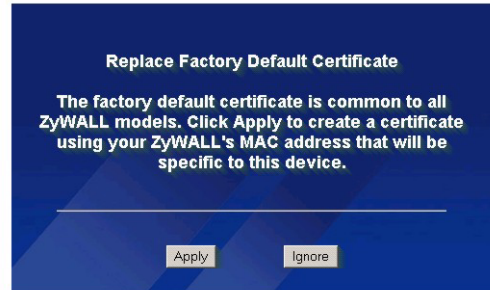 Replace Factory Default Certificate
The factory default certificate is common to all
ZyWALL models. Click Apply to create a certificate
using your ZyWALL's MAC address that will be
specific to this device.
Apply Ignore